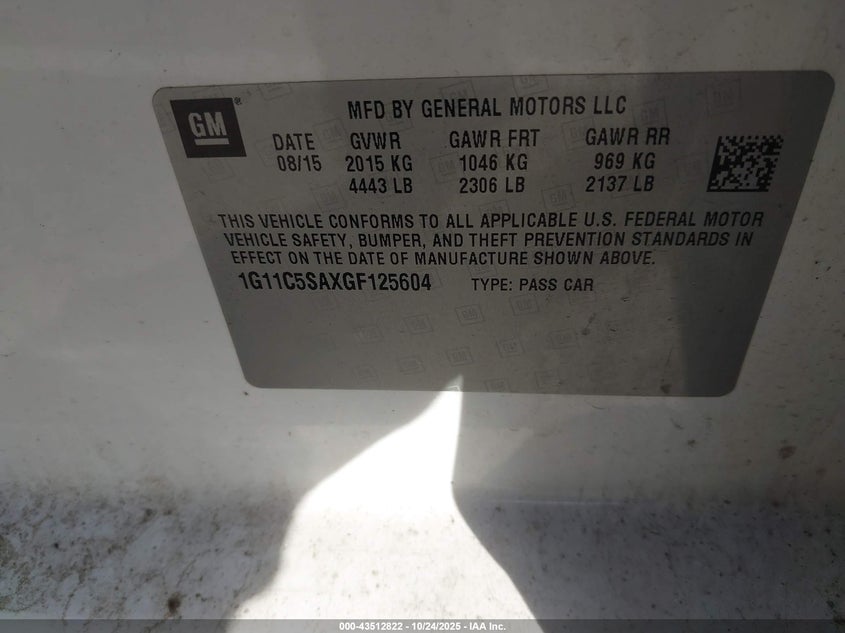 GM®
MFD BY GENERAL MOTORS LLC
DATE GVWR GAWR FRT GAWR RR
08/15 2015 KG 1046 KG 969 KG
4443 LB 2306 LB 2137 LB
THIS VEHICLE CONFORMS TO ALL APPLICABLE U.S. FEDERAL MOTOR
VEHICLE SAFETY, BUMPER, AND THEFT PREVENTION STANDARDS IN
EFFECT ON THE DATE OF MANUFACTURE SHOWN ABOVE.
1G11C5SAXGF125604 TYPE: PASS CAR
000-43512822 - 10/24/2025 - IAA Inc.